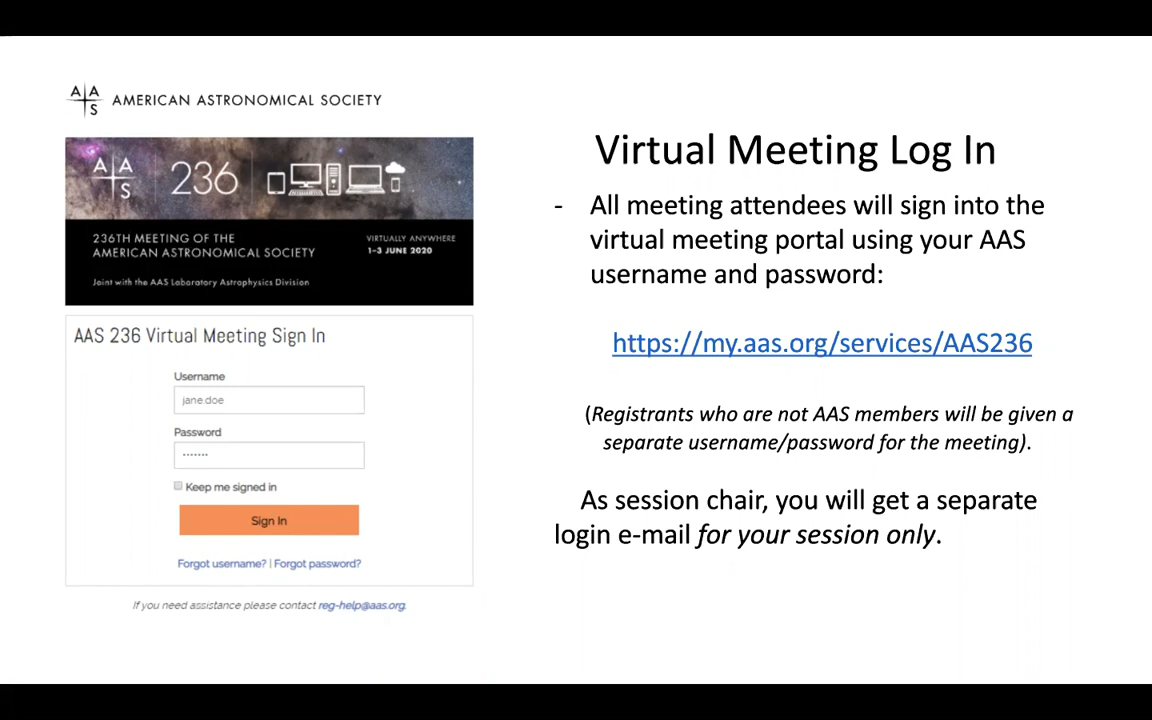 A A S AMERICAN ASTRONOMICAL SOCIETY
A A S 236
236TH MEETING OF THE
AMERICAN ASTRONOMICAL SOCIETY
VIRTUALLY ANYWHERE
1–3 JUNE 2020
Joint with the AAS Laboratory Astrophysics Division
AAS 236 Virtual Meeting Sign In
Username
jane.doe
Password
·······
Keep me signed in
Sign In
Forgot username? | Forgot password?
If you need assistance please contact reg-help@aas.org.
Virtual Meeting Log In
- All meeting attendees will sign into the
virtual meeting portal using your AAS
username and password:
https://my.aas.org/services/AAS236
(Registrants who are not AAS members will be given a
separate username/password for the meeting).
As session chair, you will get a separate
login e-mail for your session only.